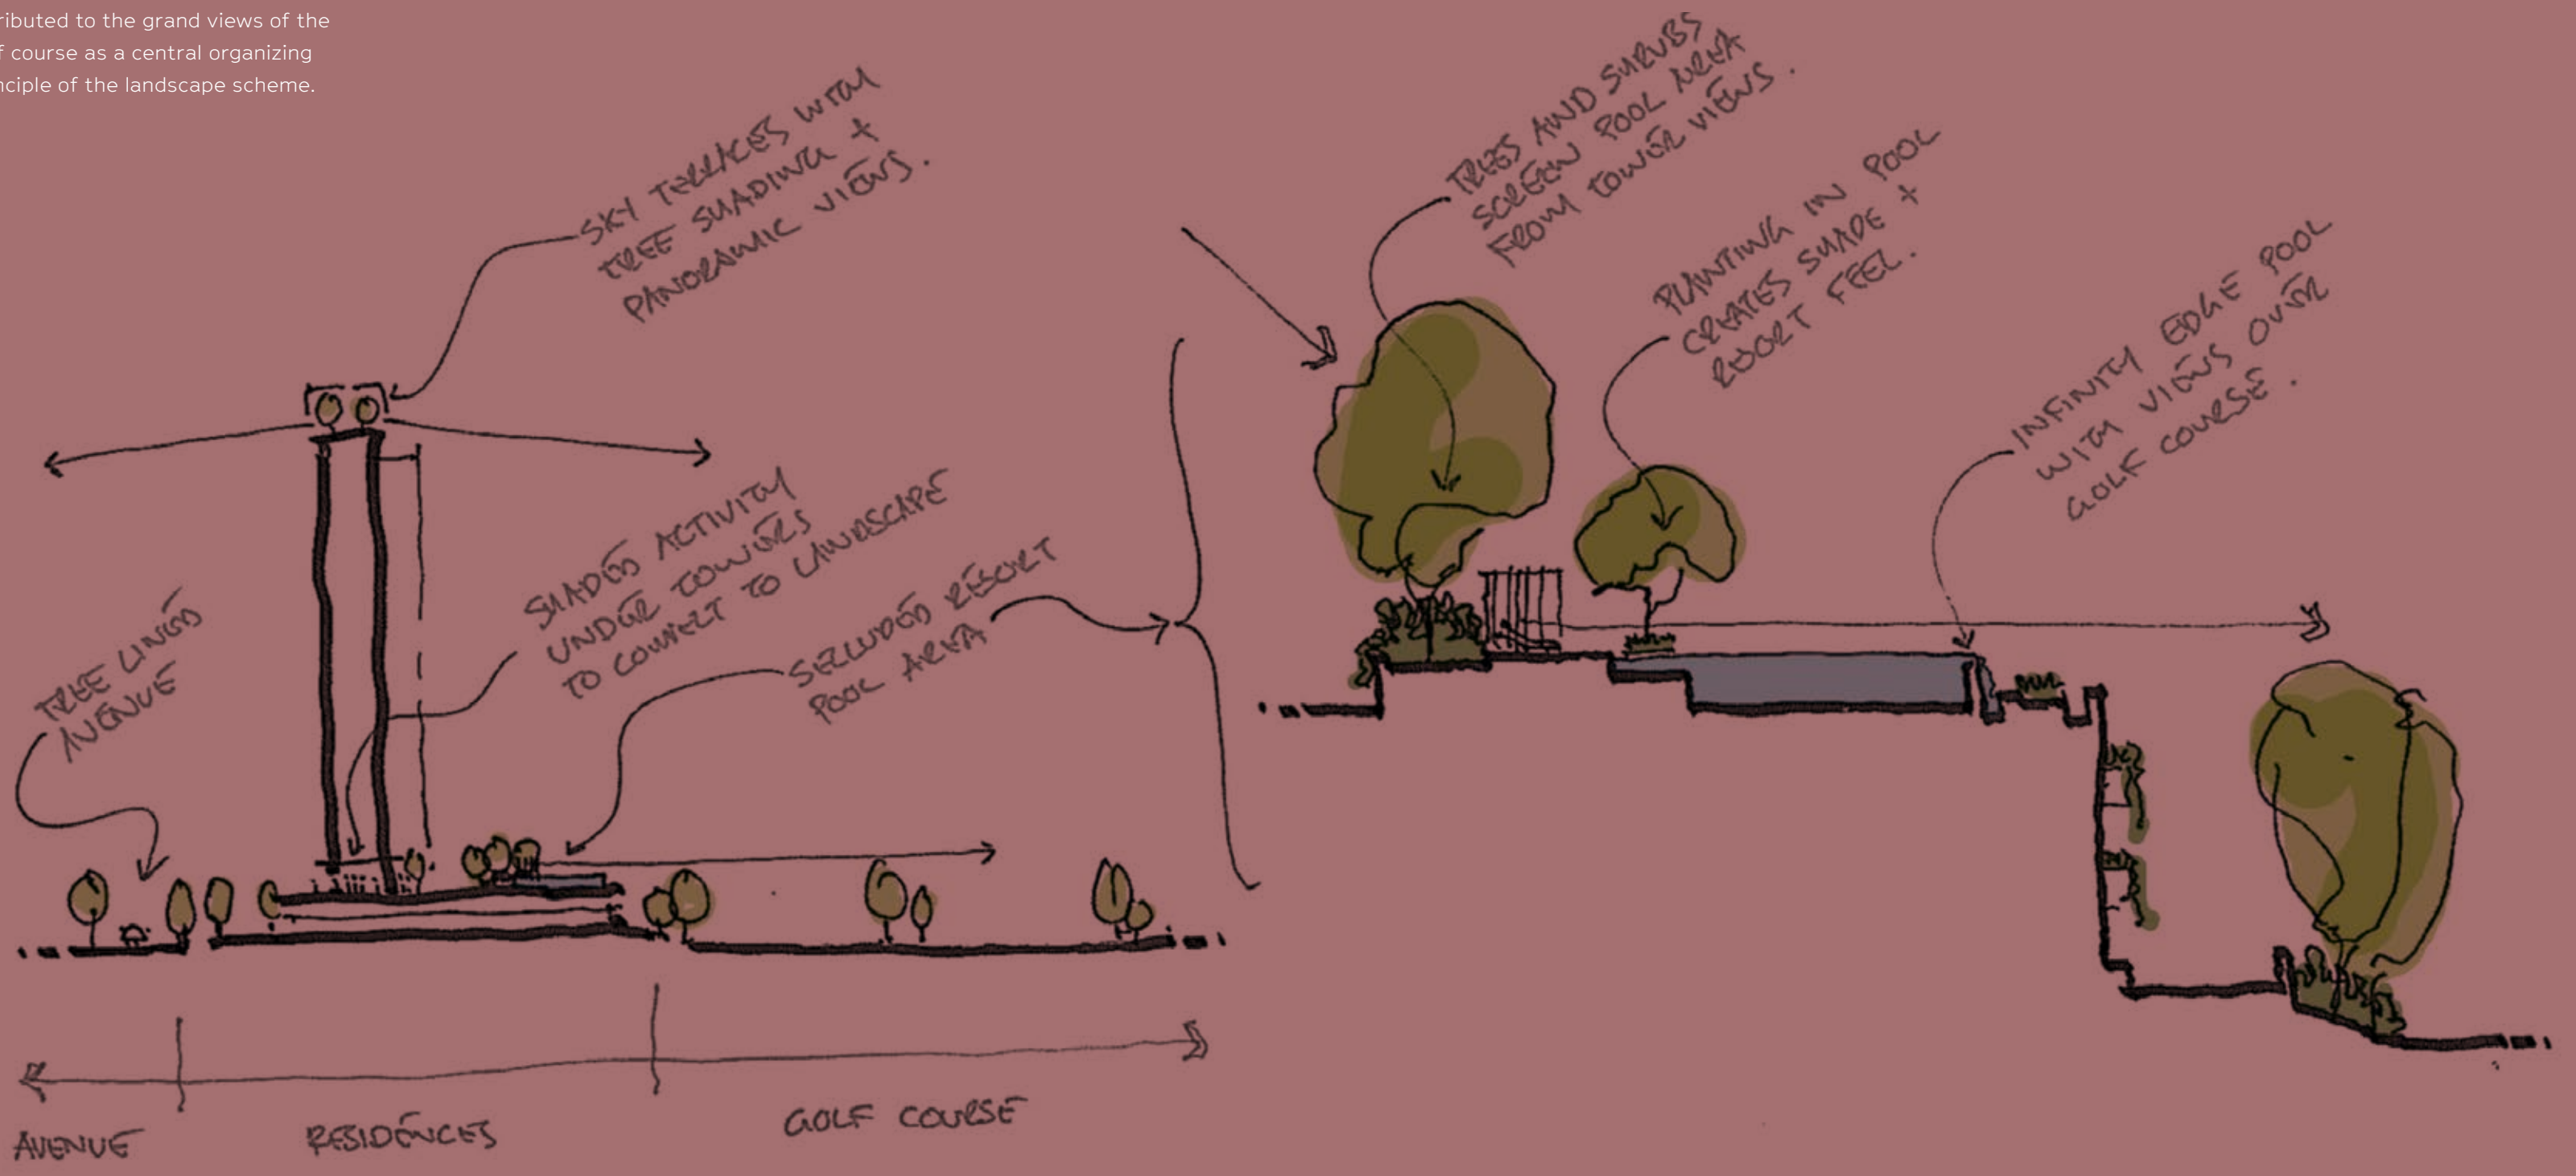 ributed to the grand views of the
f course as a central organizing
nciple of the landscape scheme.
SKY TERRACES WITH
TREE SHADING +
PANORAMIC VIEWS.
TREES AND SHRUBS
SCREEN POOL AREA
FROM TOWER VIEWS.
PLANTING IN POOL
CREATES SHADE +
RESORT FEEL.
INFINITY EDGE POOL
WITH VIEWS OVER
GOLF COURSE.
TREE LINED
AVENUE
SHADED ACTIVITY
UNDER TOWERS
TO CONNECT TO LANDSCAPE
SECLUDED RESORT
POOL AREA
AVENUE
RESIDENCES
GOLF COURSE